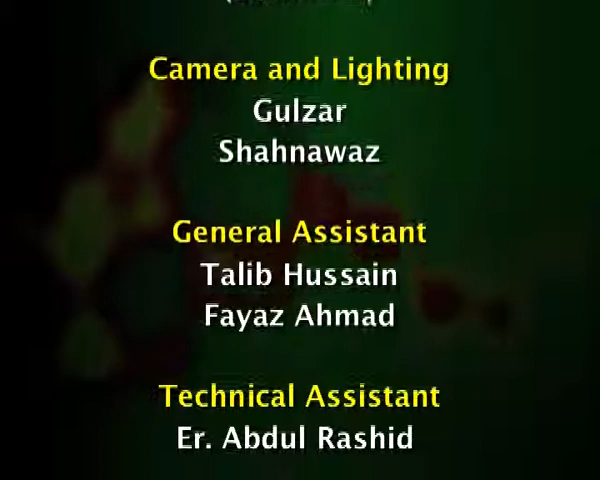 Camera and Lighting
Gulzar
Shahnawaz
General Assistant
Talib Hussain
Fayaz Ahmad
Technical Assistant
Er. Abdul Rashid